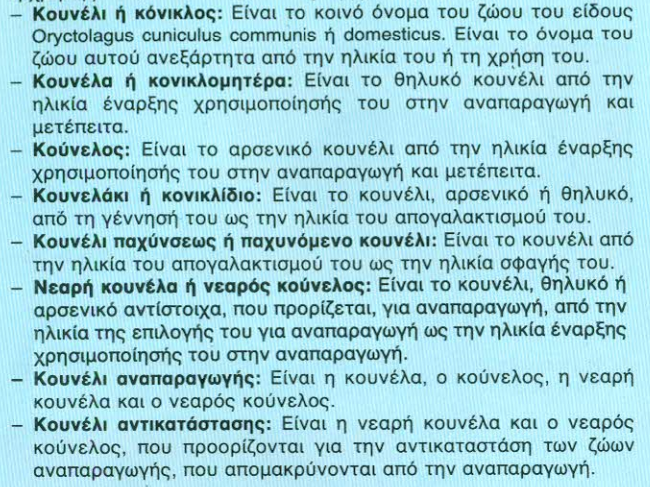 – Κουνέλι ή κόνικλος: Είναι το κοινό όνομα του ζώου του είδους
Oryctolagus cuniculus communis ή domesticus. Είναι το όνομα του
ζώου αυτού ανεξάρτητα από την ηλικία του ή τη χρήση του.
– Κουνέλα ή κονικλομητέρα: Είναι το θηλυκό κουνέλι από την
ηλικία έναρξης χρησιμοποίησής του στην αναπαραγωγή και
μετέπειτα.
– Κούνελος: Είναι το αρσενικό κουνέλι από την ηλικία έναρξης
χρησιμοποίησής του στην αναπαραγωγή και μετέπειτα.
– Κουνελάκι ή κονικλίδιο: Είναι το κουνέλι, αρσενικό ή θηλυκό,
από τη γέννησή του ως την ηλικία του απογαλακτισμού του.
– Κουνέλι παχύνσεως ή παχυνόμενο κουνέλι: Είναι το κουνέλι από
την ηλικία του απογαλακτισμού του ως την ηλικία σφαγής του.
– Νεαρή κουνέλα ή νεαρός κούνελος: Είναι το κουνέλι, θηλυκό ή
αρσενικό αντίστοιχα, που προρίζεται, για αναπαραγωγή, από την
ηλικία της επιλογής του για αναπαραγωγή ως την ηλικία έναρξης
χρησιμοποίησής του στην αναπαραγωγή.
– Κουνέλι αναπαραγωγής: Είναι η κουνέλα, ο κούνελος, η νεαρή
κουνέλα και ο νεαρός κούνελος.
– Κουνέλι αντικατάστασης: Είναι η νεαρή κουνέλα και ο νεαρός
κούνελος, που προορίζονται για την αντικαταστάση των ζώων
αναπαραγωγής, που απομακρύνονται από την αναπαραγωγή.